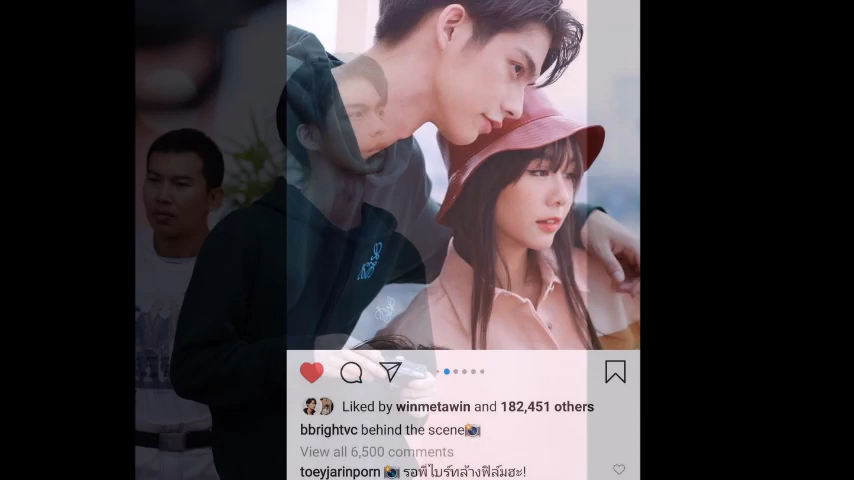 Liked by winmetawin and 182,451 others
bbrightvc behind the scene📸
View all 6,500 comments
toeyjarinporn 📸 รอพี่ไบร์ทล้างฟิล์มฮะ!